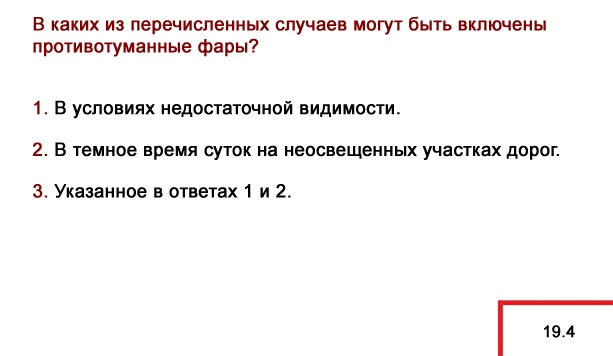 В каких из перечисленных случаев могут быть включены
противотуманные фары?
1. В условиях недостаточной видимости.
2. В темное время суток на неосвещенных участках дорог.
3. Указанное в ответах 1 и 2.
19.4